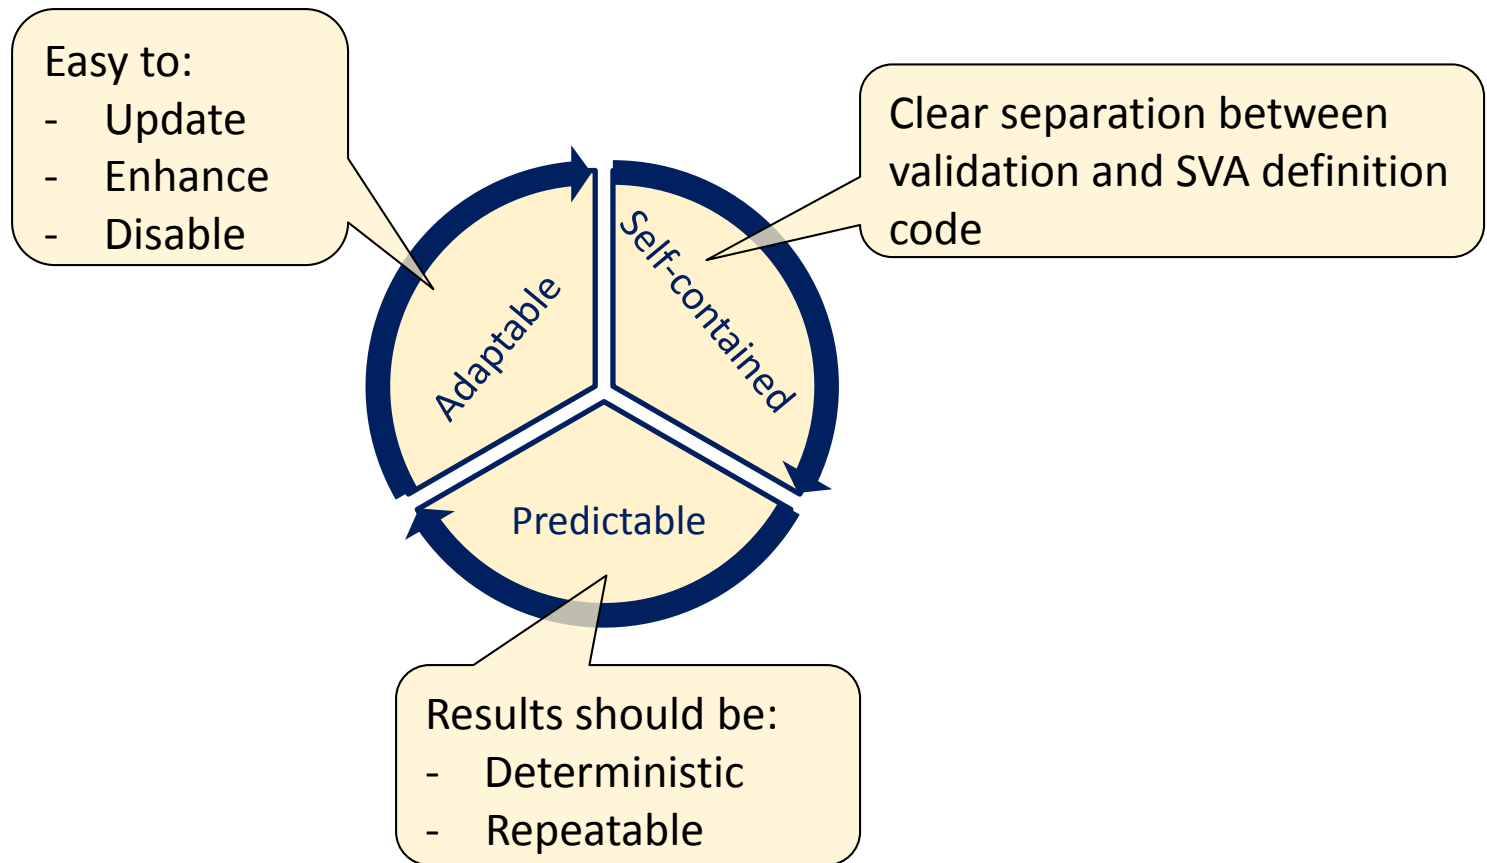 Easy to:
- Update
- Enhance
- Disable
Clear separation between
validation and SVA definition
code
Adaptable
Self-contained
Predictable
Results should be:
- Deterministic
- Repeatable